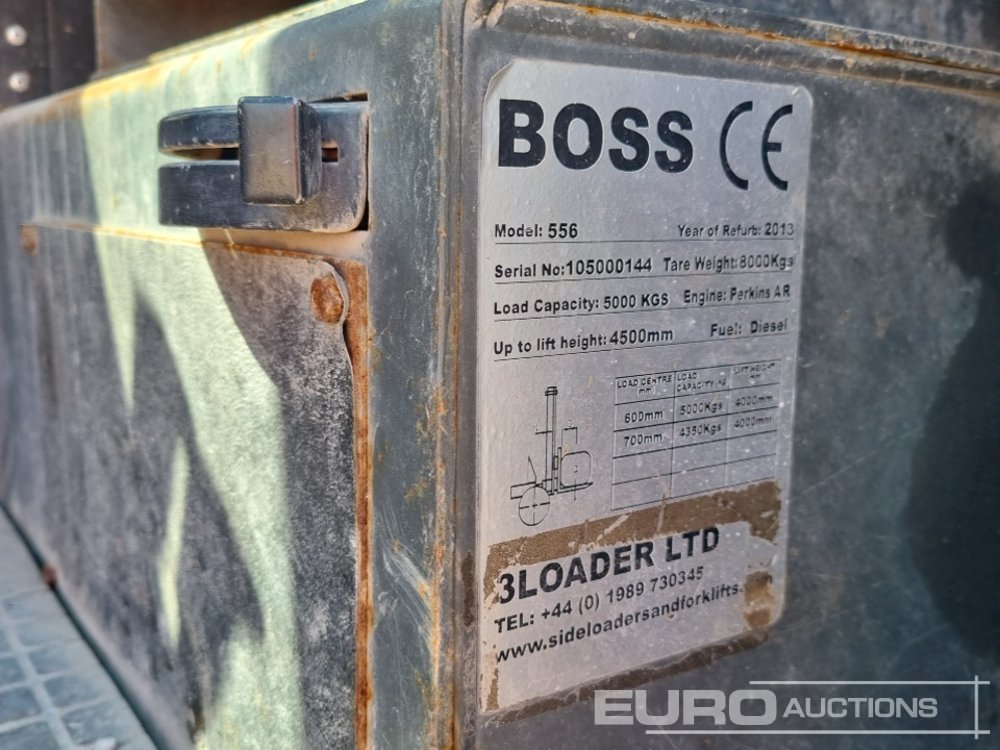 BOSS CE
Model: 556 Year of Refurb: 2013
Serial No:105000144 Tare Weight:8000Kgs
Load Capacity: 5000 KGS Engine: Perkins AR
Up to lift height: 4500mm Fuel: Diesel
LOAD CENTRE LOAD LIFT HEIGHT
mm) CAPACITY mm
600mm 5000Kgs 4000mm
700mm 4350Kgs 4000mm
3LOADER LTD
TEL: +44 (0) 1989 730345
www.sideloadersandforklifts.
EURO AUCTIONS